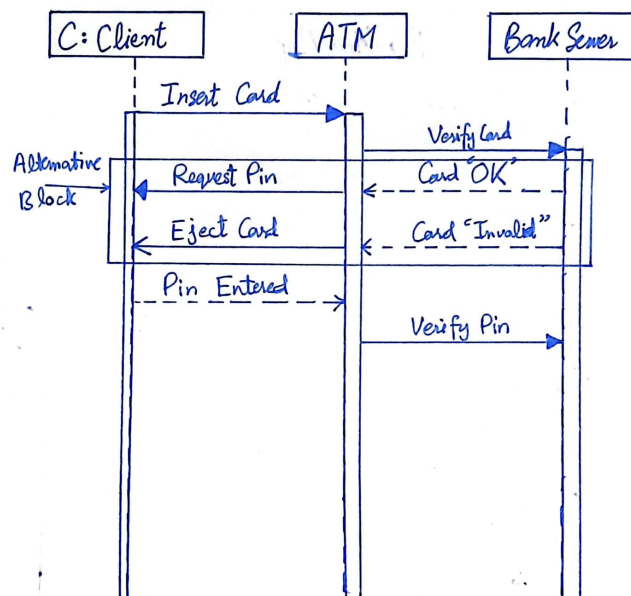 C: Client
ATM
Bank Server
Insert Card
Verify Card
Alternative
Block
Request Pin
Card "OK"
Eject Card
Card "Invalid"
Pin Entered
Verify Pin